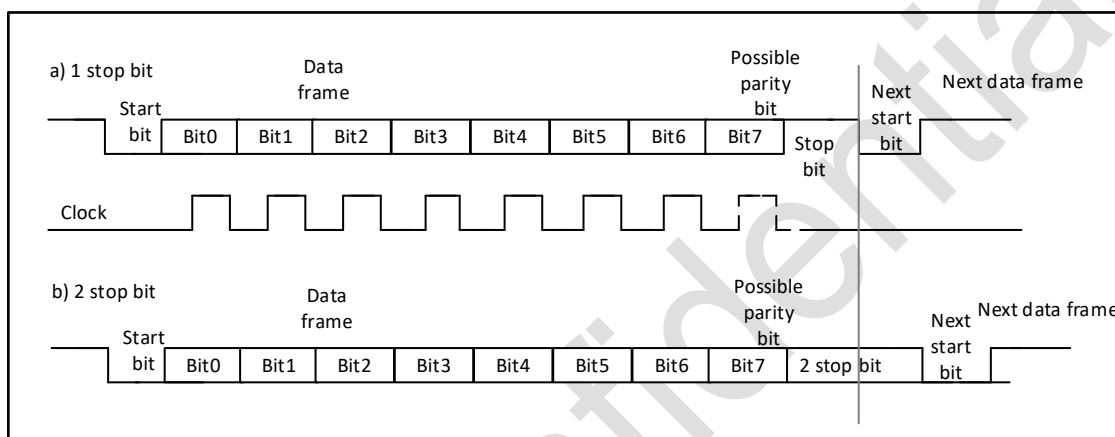 a) 1 stop bit
Data
frame
Possible
parity
bit
Start
bit
Bit0 Bit1 Bit2 Bit3 Bit4 Bit5 Bit6 Bit7
Stop
bit
Next
start
bit
Next data frame
Clock
b) 2 stop bit
Data
frame
Possible
parity
bit
Start
bit
Bit0 Bit1 Bit2 Bit3 Bit4 Bit5 Bit6 Bit7 2 stop bit
Next
start
bit
Next data frame
nfidentia